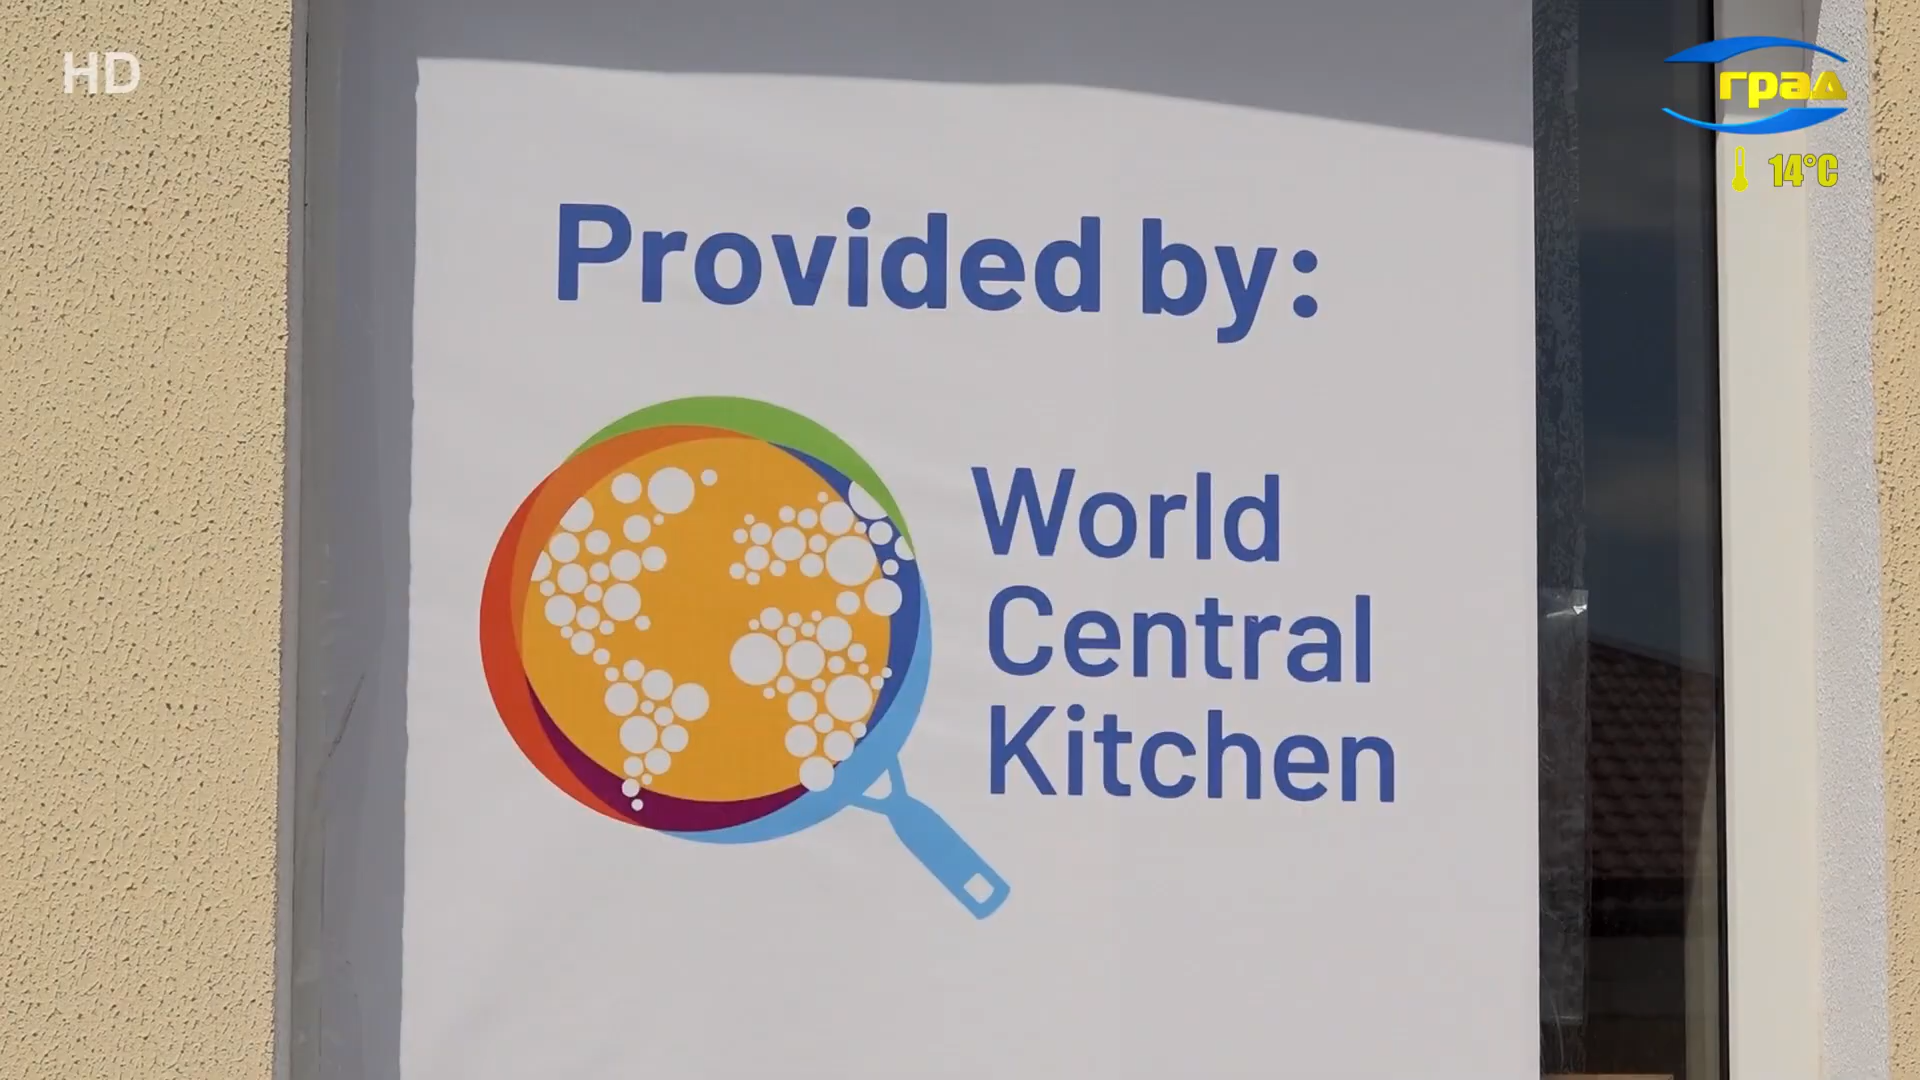 HD
град
14°C
Provided by:
World
Central
Kitchen